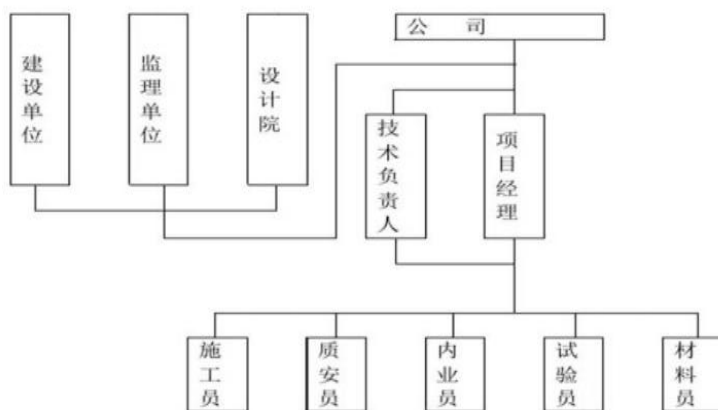 公 司
建设单位
监理单位
设计院
技术负责人
项目经理
施工员
质安员
内业员
试验员
材料员